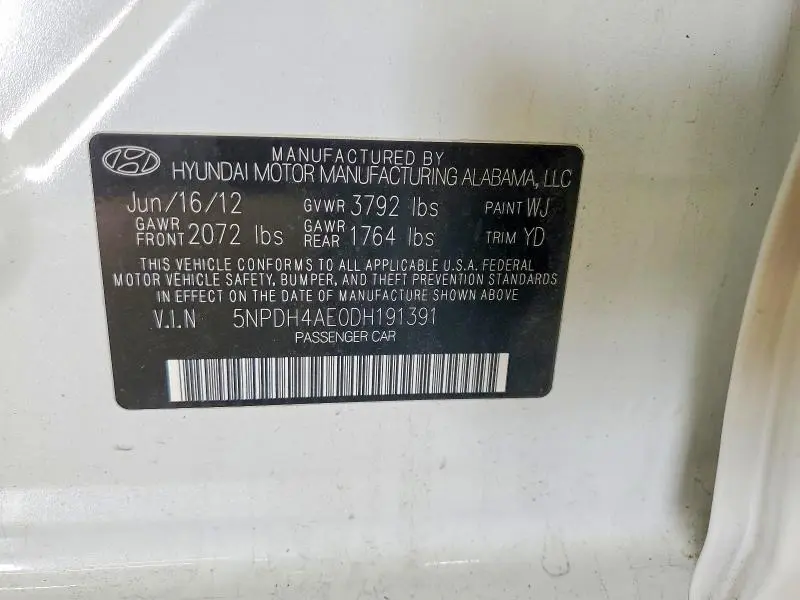 MANUFACTURED BY
HYUNDAI MOTOR MANUFACTURING ALABAMA, LLC
Jun/16/12 GVWR 3792 lbs PAINT WJ
GAWR FRONT 2072 lbs GAWR REAR 1764 lbs TRIM YD
THIS VEHICLE CONFORMS TO ALL APPLICABLE U.S.A. FEDERAL
MOTOR VEHICLE SAFETY, BUMPER, AND THEFT PREVENTION STANDARDS
IN EFFECT ON THE DATE OF MANUFACTURE SHOWN ABOVE
V.I.N 5NPDH4AE0DH191391
PASSENGER CAR